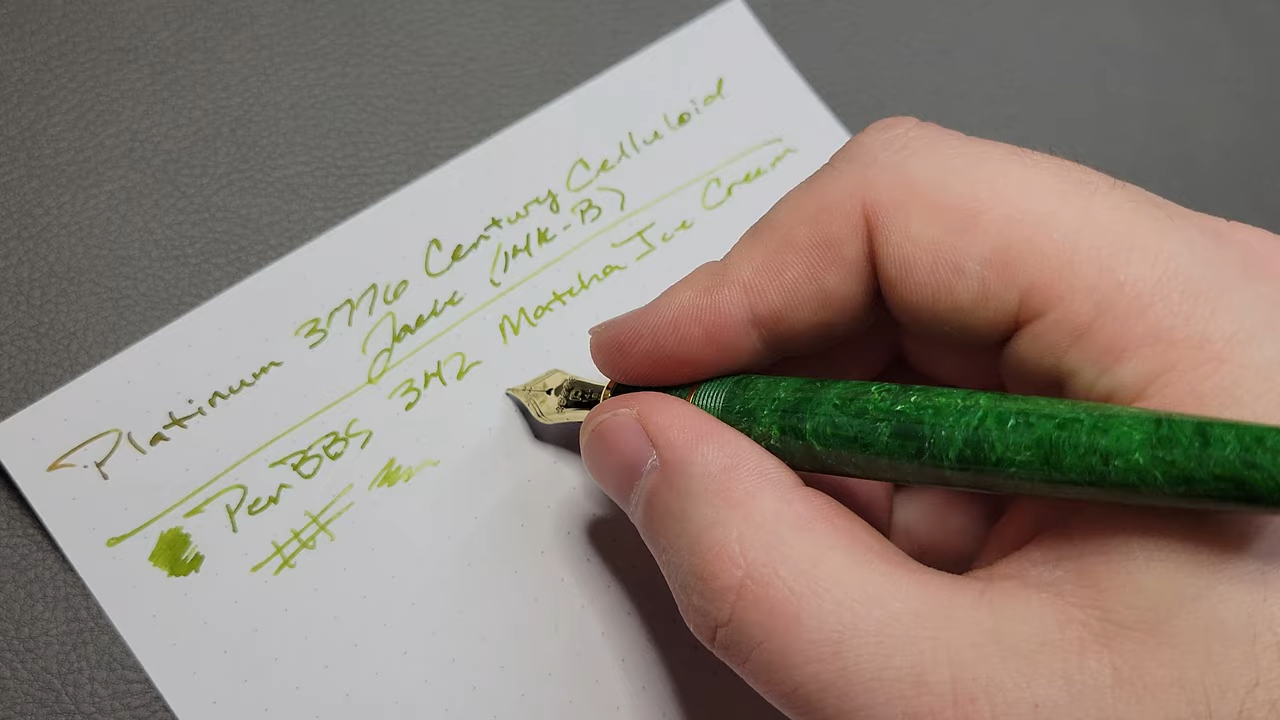 Platinum 3776 Century Celluloid
Jade (14K-B)
PenBBS 342 Matcha Ice Cream